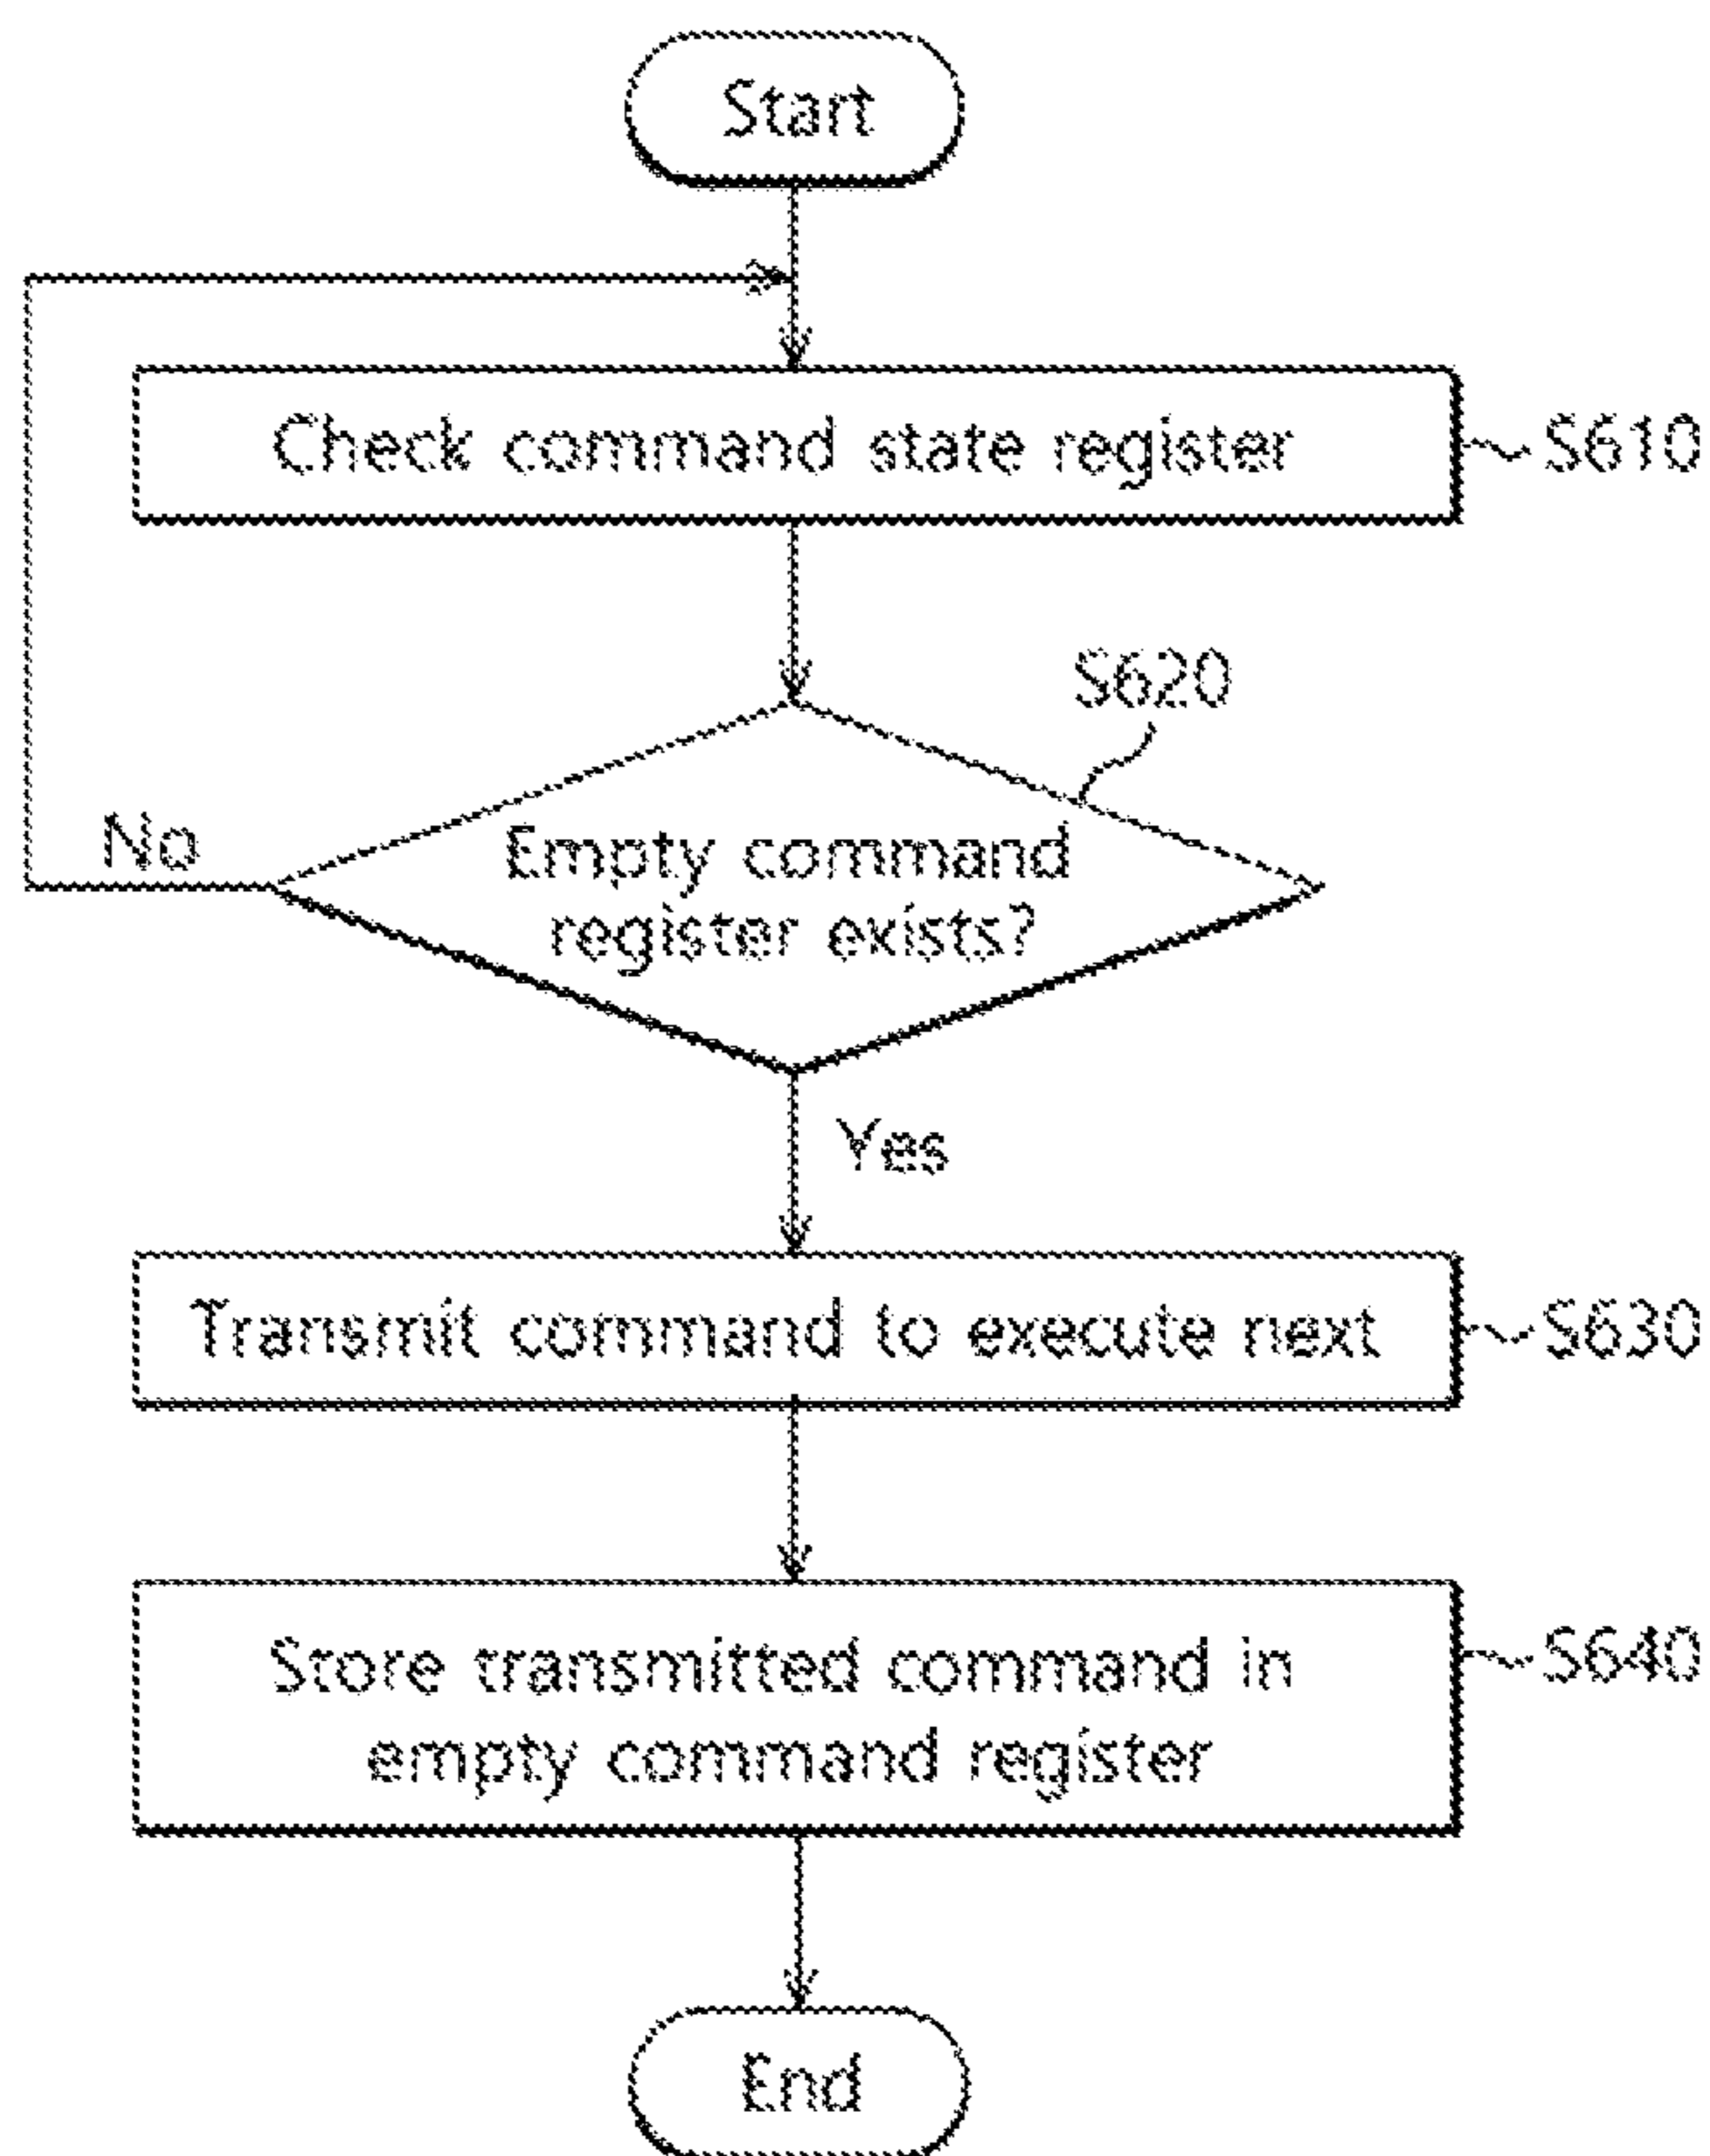 Start
Check command state register
S610
S620
No
Empty command
register exists?
Yes
Transmit command to execute next
S630
Store transmitted command in
empty command register
S640
End